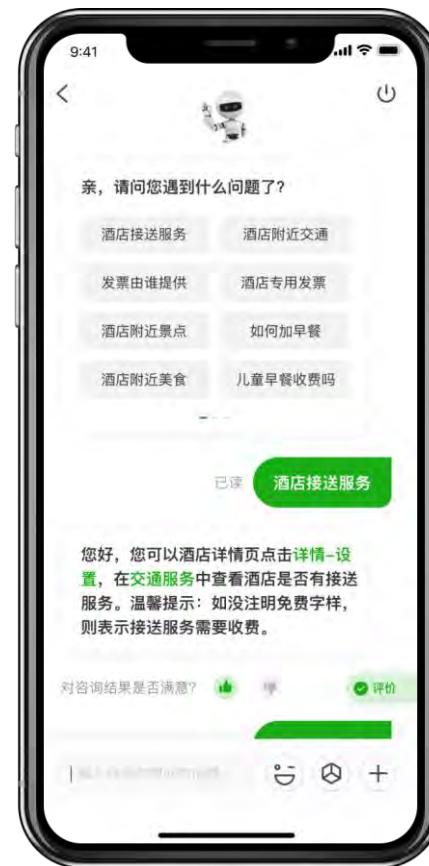 9:41
亲，请问您遇到什么问题了？
酒店接送服务 酒店附近交通
发票由谁提供 酒店专用发票
酒店附近景点 如何加早餐
酒店附近美食 儿童早餐收费吗
已读 酒店接送服务
您好，您可以酒店详情页点击详情-设
置，在交通服务中查看酒店是否有接送
服务。温馨提示：如没注明免费字样，
则表示接送服务需要收费。
对咨询结果是否满意？ 评价